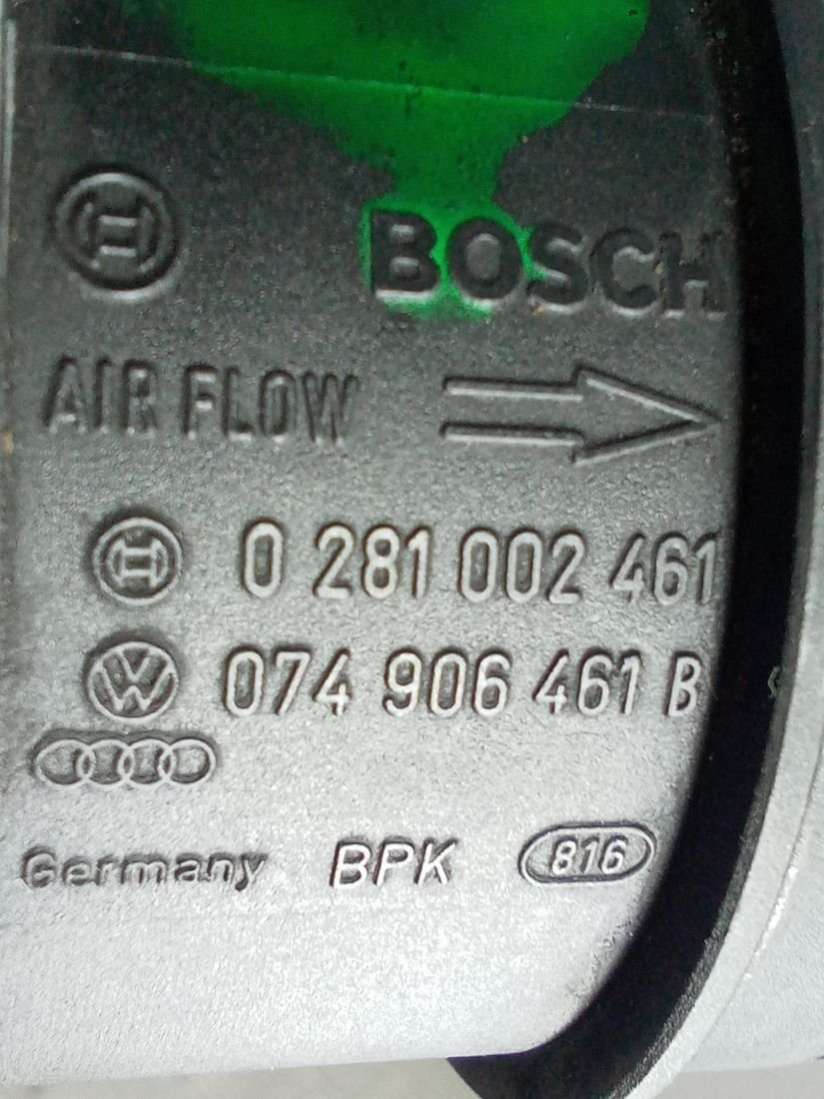 BOSCH
AIR FLOW
0 281 002 461
074 906 461 B
Germany BPK 816